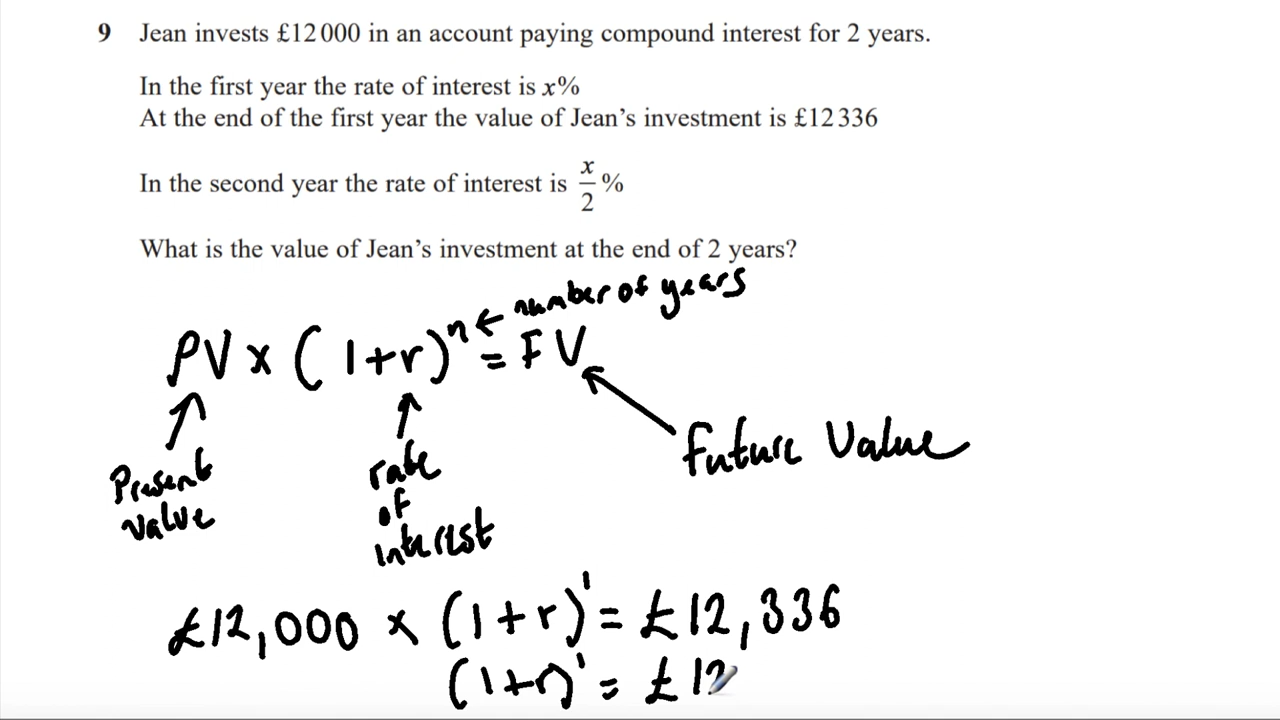 9 Jean invests £12 000 in an account paying compound interest for 2 years.
In the first year the rate of interest is x%
At the end of the first year the value of Jean’s investment is £12 336
In the second year the rate of interest is x/2 %
What is the value of Jean’s investment at the end of 2 years?
number of years
PV x (1+r)ⁿ = FV
Present
Value
rate
of
interest
Future Value
£12,000 x (1+r)¹ = £12,336
(1+r)¹ = £12